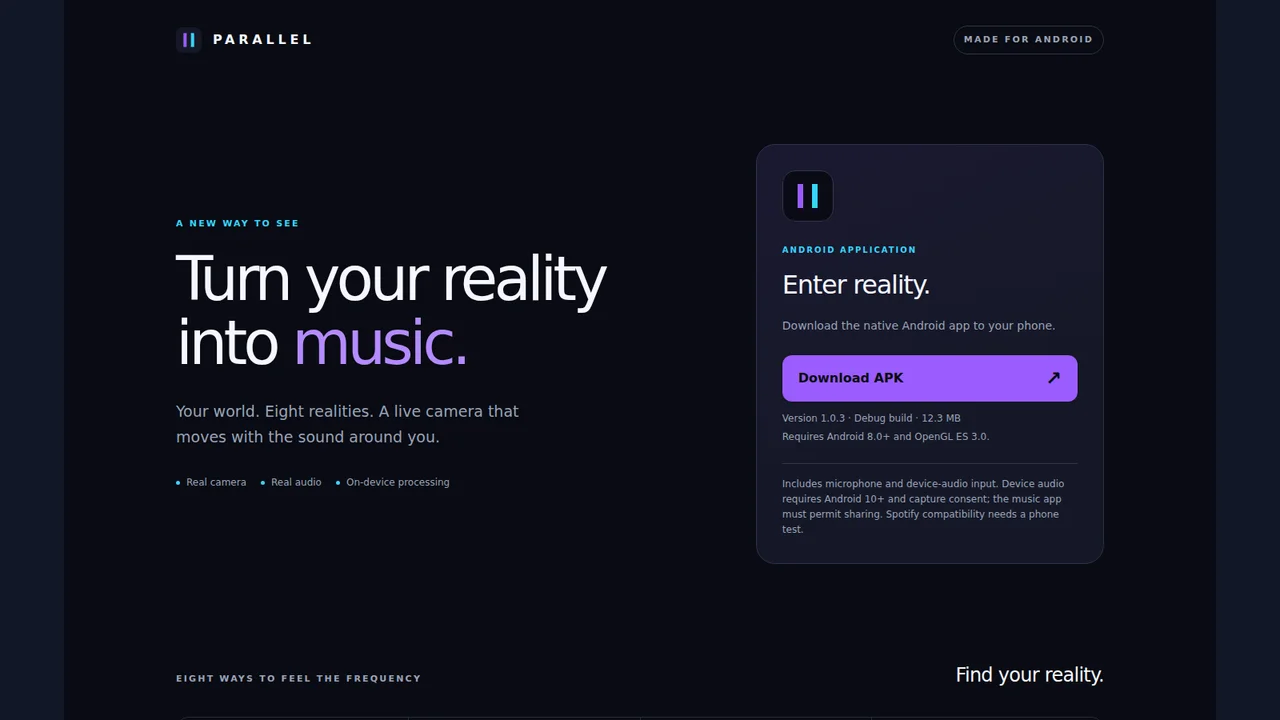 PARALLEL
MADE FOR ANDROID
A NEW WAY TO SEE
Turn your reality
into music.
Your world. Eight realities. A live camera that
moves with the sound around you.
Real camera
Real audio
On-device processing
ANDROID APPLICATION
Enter reality.
Download the native Android app to your phone.
Download APK ↗
Version 1.0.3 · Debug build · 12.3 MB
Requires Android 8.0+ and OpenGL ES 3.0.
Includes microphone and device-audio input. Device audio
requires Android 10+ and capture consent; the music app
must permit sharing. Spotify compatibility needs a phone
test.
EIGHT WAYS TO FEEL THE FREQUENCY
Find your reality.